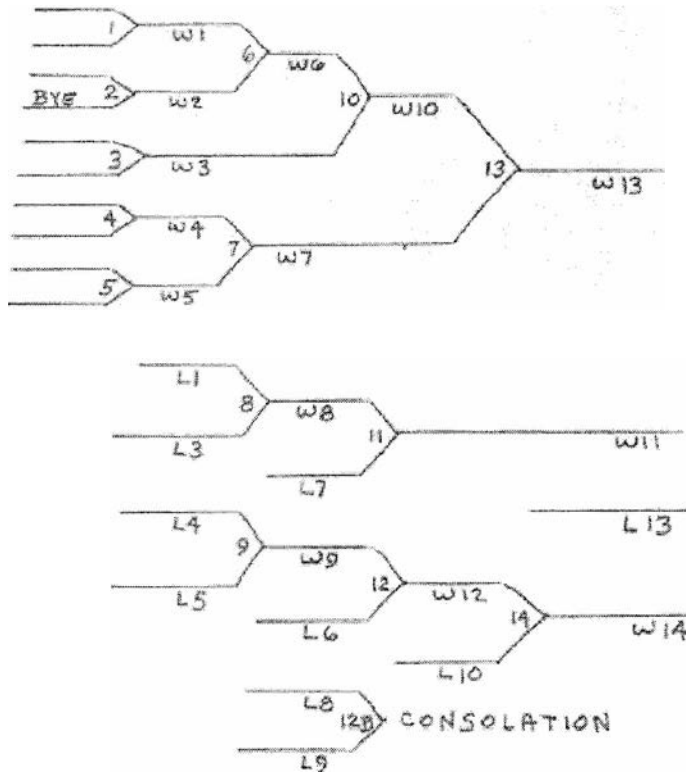 1 W1
6 W6
BYE 2 W2
10 W10
3 W3
13 W13
4 W4
7 W7
5 W5
L1
8 W8
L3
11 W11
L7
L4
L13
9 W9
L5
12 W12
L6
14 W14
L10
L8
12B CONSOLATION
L9